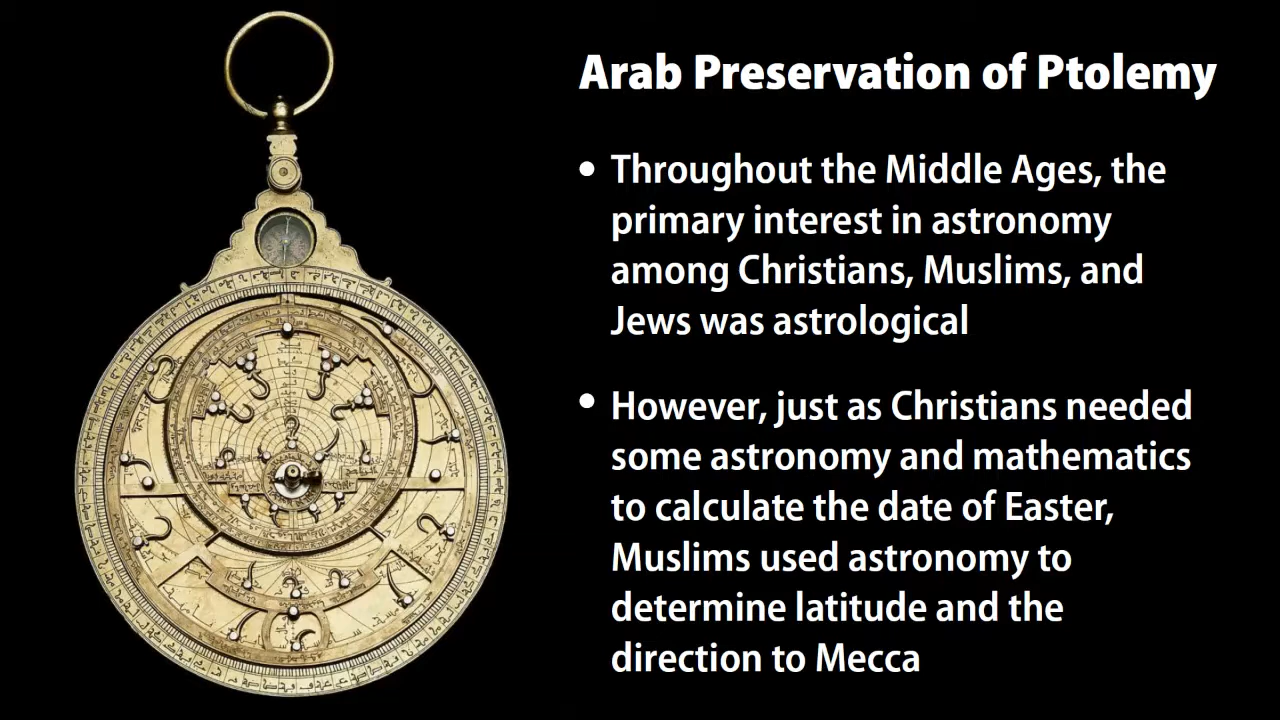 Arab Preservation of Ptolemy
• Throughout the Middle Ages, the
primary interest in astronomy
among Christians, Muslims, and
Jews was astrological
• However, just as Christians needed
some astronomy and mathematics
to calculate the date of Easter,
Muslims used astronomy to
determine latitude and the
direction to Mecca